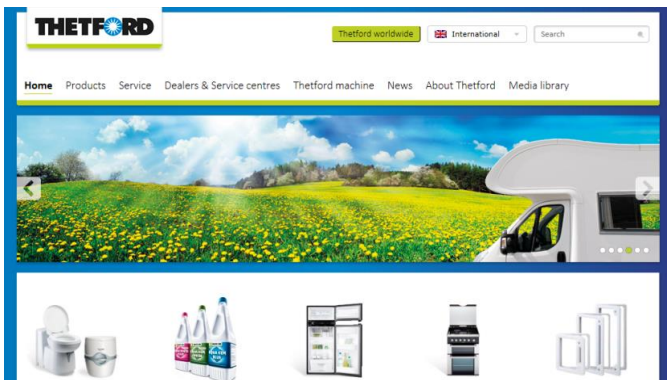 THETFORD
Thetford worldwide
International
Search
Home Products Service Dealers & Service centres Thetford machine News About Thetford Media library